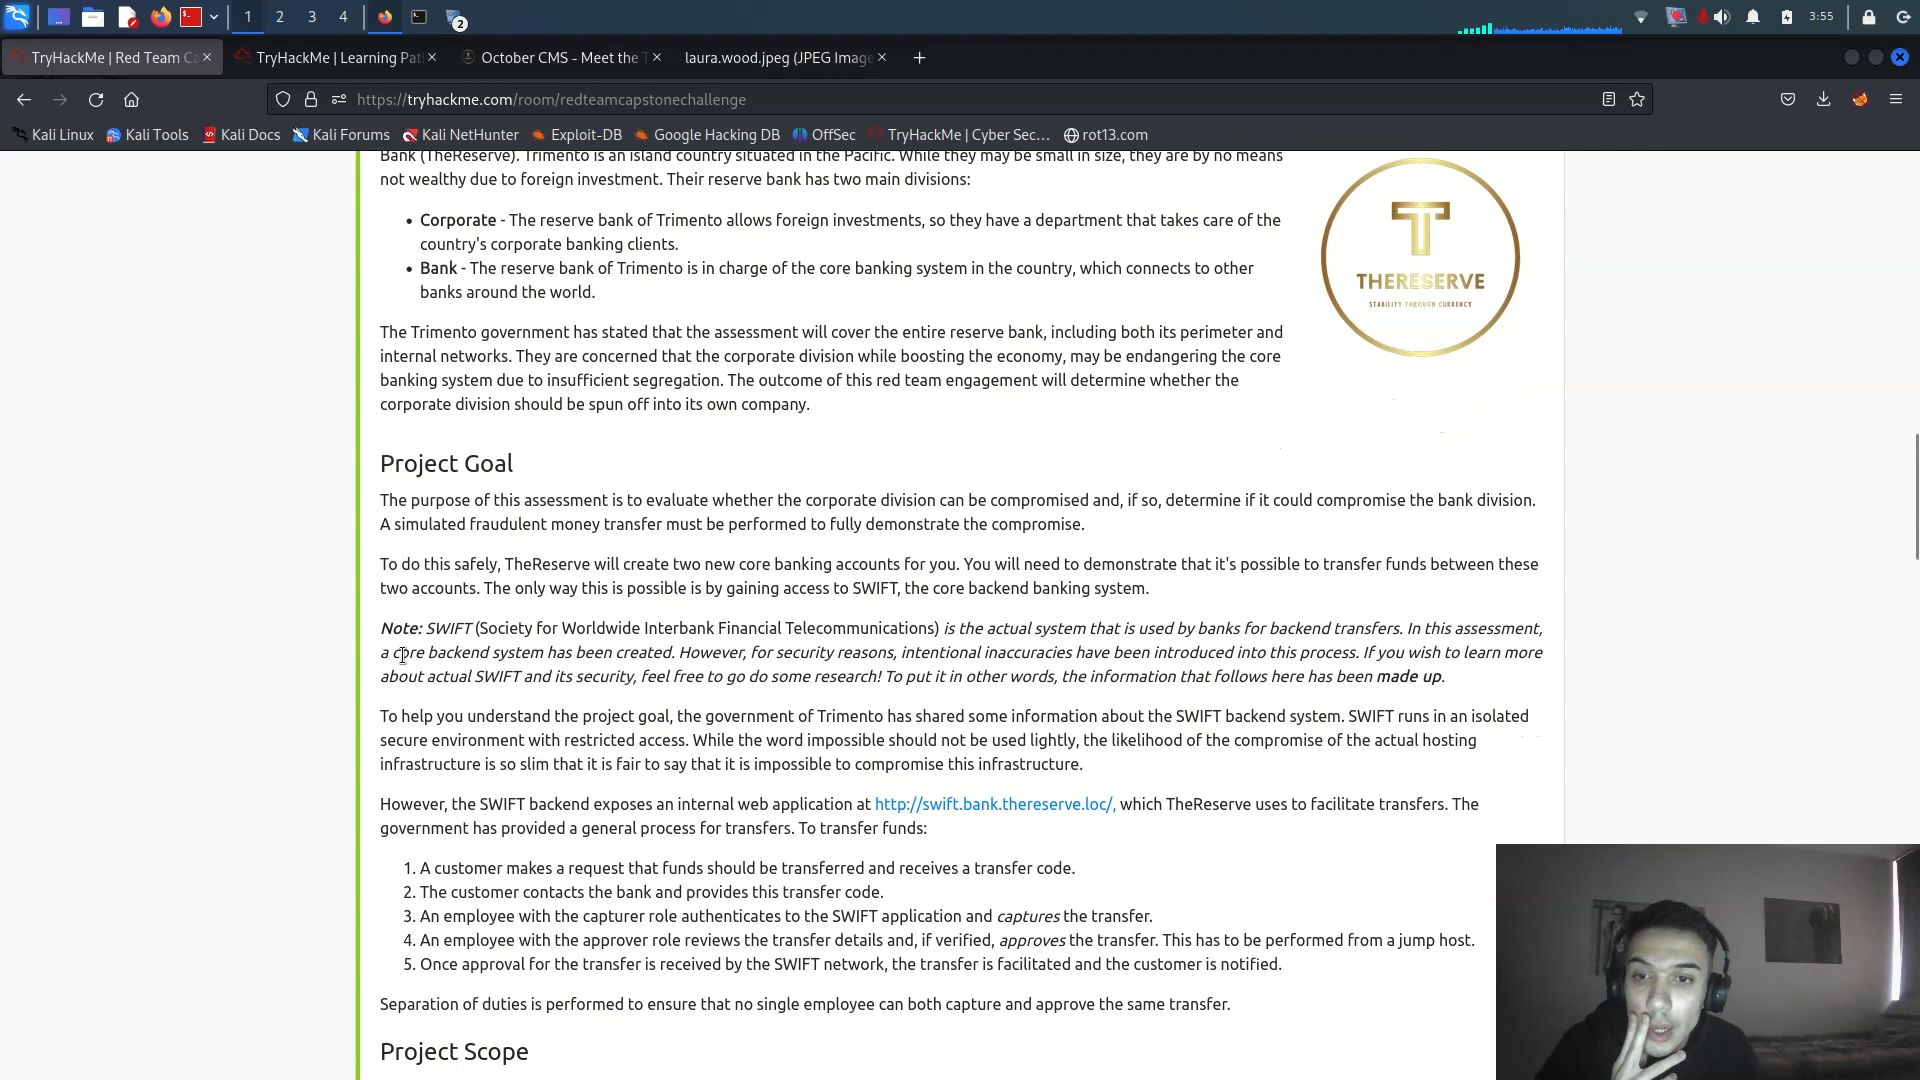 1 2 3 4 2 3:55
TryHackMe | Red Team Ca TryHackMe | Learning Pat October CMS - Meet the T laura.wood.jpeg (JPEG Image
https://tryhackme.com/room/redteamcapstonechallenge
Kali Linux Kali Tools Kali Docs Kali Forums Kali NetHunter Exploit-DB Google Hacking DB OffSec TryHackMe | Cyber Sec... rot13.com
Bank (TheReserve). Trimento is an island country situated in the Pacific. While they may be small in size, they are by no means
not wealthy due to foreign investment. Their reserve bank has two main divisions:
• Corporate - The reserve bank of Trimento allows foreign investments, so they have a department that takes care of the
country's corporate banking clients.
• Bank - The reserve bank of Trimento is in charge of the core banking system in the country, which connects to other
banks around the world.
T
THERESERVE
STABILITY THROUGH CURRENCY
The Trimento government has stated that the assessment will cover the entire reserve bank, including both its perimeter and
internal networks. They are concerned that the corporate division while boosting the economy, may be endangering the core
banking system due to insufficient segregation. The outcome of this red team engagement will determine whether the
corporate division should be spun off into its own company.
Project Goal
The purpose of this assessment is to evaluate whether the corporate division can be compromised and, if so, determine if it could compromise the bank division.
A simulated fraudulent money transfer must be performed to fully demonstrate the compromise.
To do this safely, TheReserve will create two new core banking accounts for you. You will need to demonstrate that it's possible to transfer funds between these
two accounts. The only way this is possible is by gaining access to SWIFT, the core backend banking system.
Note: SWIFT (Society for Worldwide Interbank Financial Telecommunications) is the actual system that is used by banks for backend transfers. In this assessment,
a core backend system has been created. However, for security reasons, intentional inaccuracies have been introduced into this process. If you wish to learn more
about actual SWIFT and its security, feel free to go do some research! To put it in other words, the information that follows here has been made up.
To help you understand the project goal, the government of Trimento has shared some information about the SWIFT backend system. SWIFT runs in an isolated
secure environment with restricted access. While the word impossible should not be used lightly, the likelihood of the compromise of the actual hosting
infrastructure is so slim that it is fair to say that it is impossible to compromise this infrastructure.
However, the SWIFT backend exposes an internal web application at http://swift.bank.thereserve.loc/, which TheReserve uses to facilitate transfers. The
government has provided a general process for transfers. To transfer funds:
1. A customer makes a request that funds should be transferred and receives a transfer code.
2. The customer contacts the bank and provides this transfer code.
3. An employee with the capturer role authenticates to the SWIFT application and captures the transfer.
4. An employee with the approver role reviews the transfer details and, if verified, approves the transfer. This has to be performed from a jump host.
5. Once approval for the transfer is received by the SWIFT network, the transfer is facilitated and the customer is notified.
Separation of duties is performed to ensure that no single employee can both capture and approve the same transfer.
Project Scope